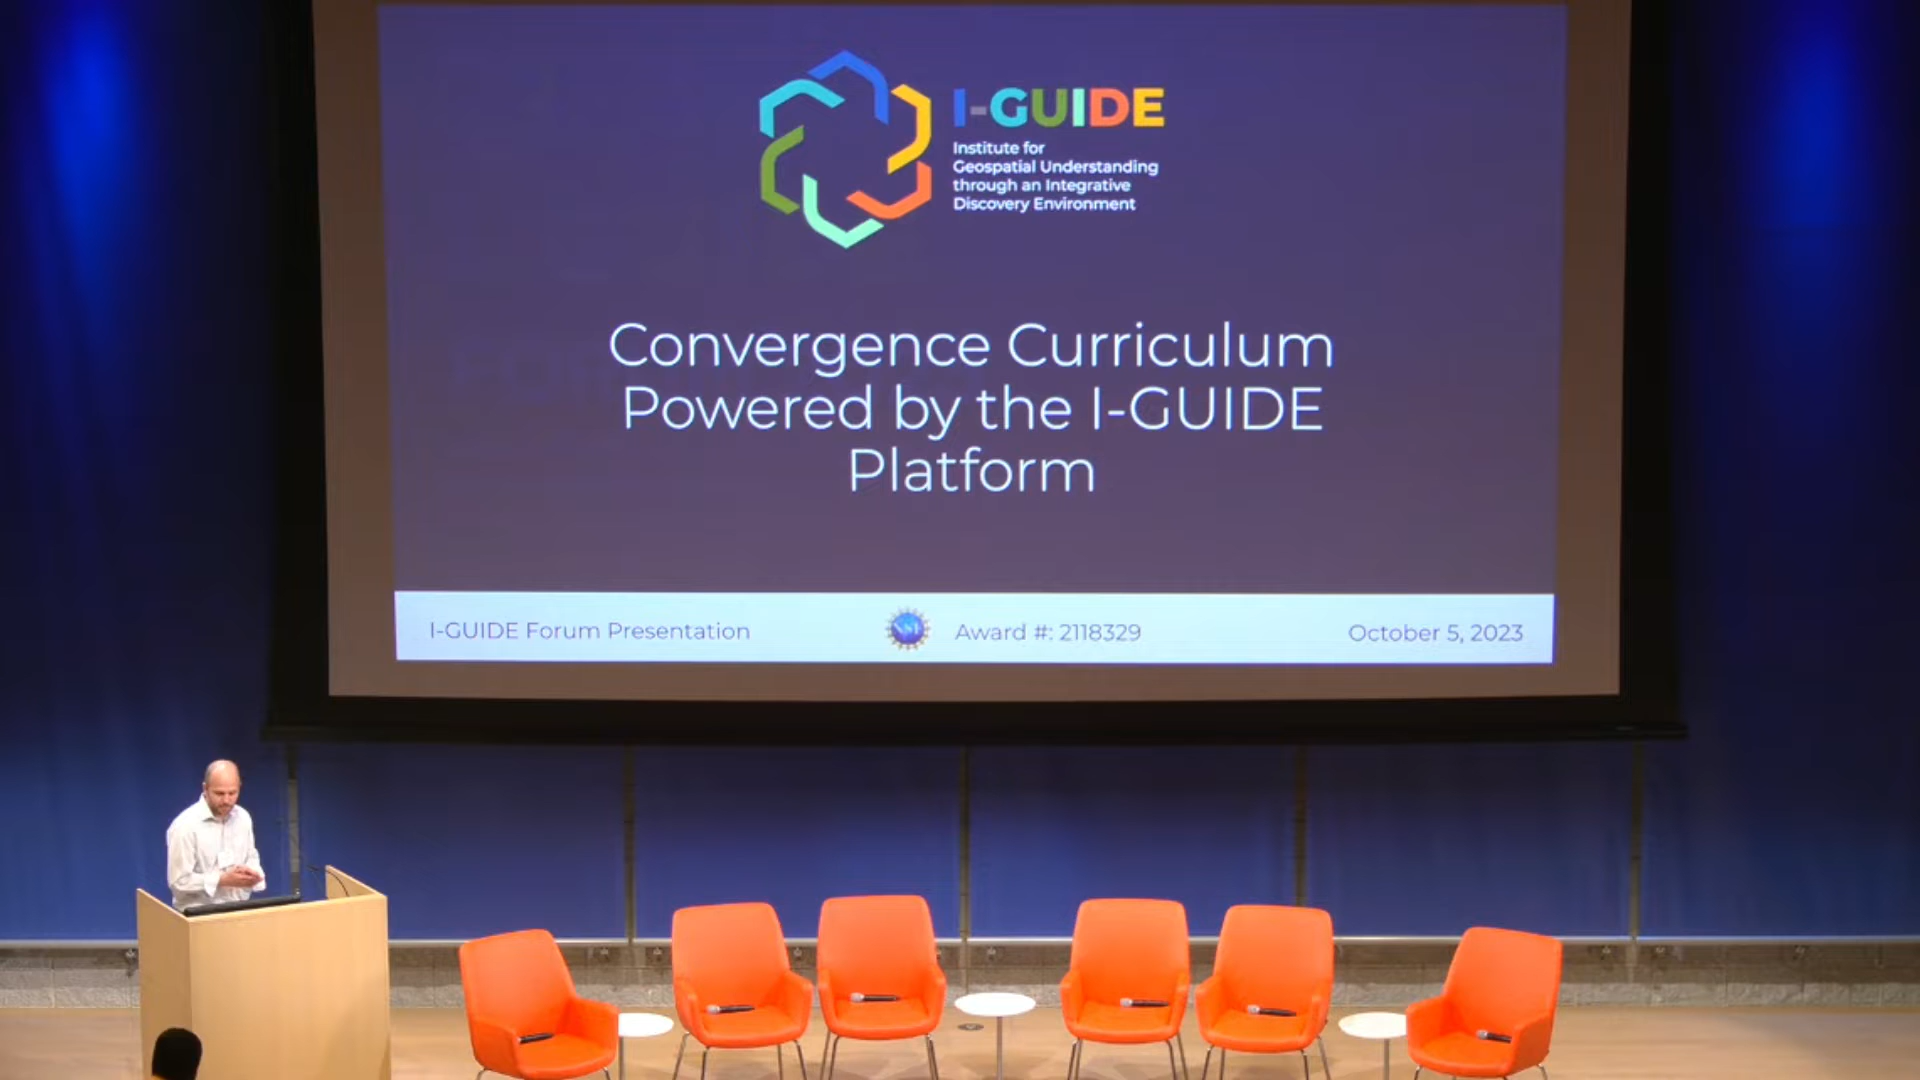 I-GUIDE
Institute for
Geospatial Understanding
through an Integrative
Discovery Environment
Convergence Curriculum
Powered by the I-GUIDE
Platform
I-GUIDE Forum Presentation
NSF
Award #: 2118329
October 5, 2023